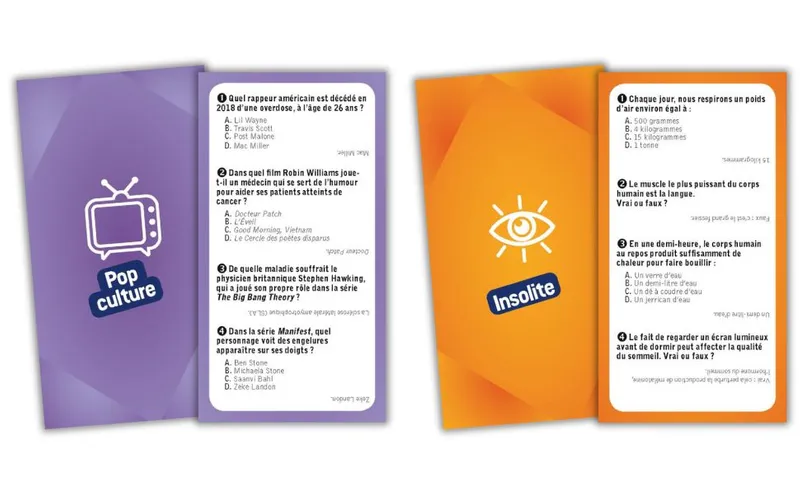 Pop
culture
1 Quel rappeur américain est décédé en
2018 d'une overdose, à l'âge de 26 ans ?
A. Lil Wayne
B. Travis Scott
C. Post Malone
D. Mac Miller
Mac Miller.
2 Dans quel film Robin Williams joue-
t-il un médecin qui se sert de l'humour
pour aider ses patients atteints de
cancer ?
A. Docteur Patch
B. L'Éveil
C. Good Morning, Vietnam
D. Le Cercle des poètes disparus
Docteur Patch.
3 De quelle maladie souffrait le
physicien britannique Stephen Hawking,
qui a joué son propre rôle dans la série
The Big Bang Theory ?
La sclérose latérale amyotrophique (SLA).
4 Dans la série Manifest, quel
personnage voit des engelures
apparaître sur ses doigts ?
A. Ben Stone
B. Michaela Stone
C. Saanvi Bahl
D. Zeke Landon
Zeke Landon.
Insolite
1 Chaque jour, nous respirons un poids
d'air environ égal à :
A. 500 grammes
B. 4 kilogrammes
C. 15 kilogrammes
D. 1 tonne
15 kilogrammes.
2 Le muscle le plus puissant du corps
humain est la langue.
Vrai ou faux ?
Faux : c'est le grand fessier.
3 En une demi-heure, le corps humain
au repos produit suffisamment de
chaleur pour faire bouillir :
A. Un verre d'eau
B. Un demi-litre d'eau
C. Un dé à coudre d'eau
D. Un jerrican d'eau
Un demi-litre d'eau.
4 Le fait de regarder un écran lumineux
avant de dormir peut affecter la qualité
du sommeil. Vrai ou faux ?
Vrai : cela perturbe la production de mélatonine,
l'hormone du sommeil.